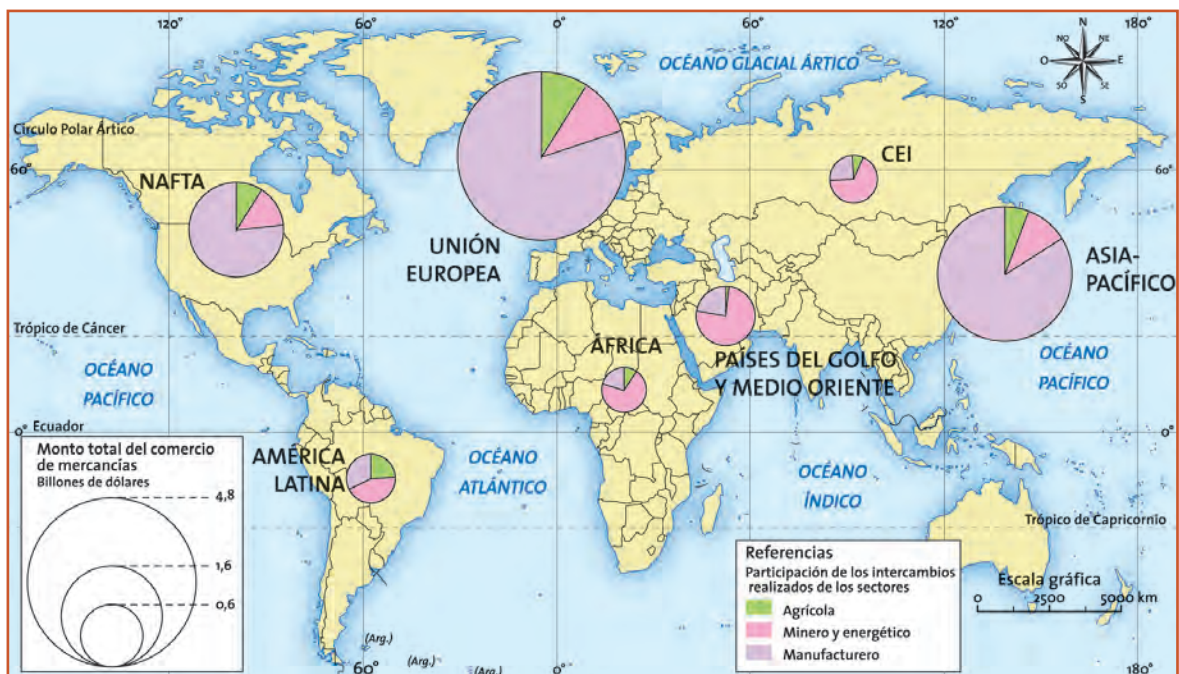 120°
60°
0°
60°
120°
180°
OCÉANO GLACIAL ÁRTICO
N
NO
NE
O
E
SO
SE
S
Círculo Polar Ártico
60°
60°
NAFTA
CEI
UNIÓN
EUROPEA
ASIA-
PACÍFICO
Trópico de Cáncer
ÁFRICA
PAÍSES DEL GOLFO
Y MEDIO ORIENTE
OCÉANO
PACÍFICO
OCÉANO
PACÍFICO
Ecuador
0°
0°
AMÉRICA
LATINA
OCÉANO
ATLÁNTICO
OCÉANO
ÍNDICO
Trópico de Capricornio
Monto total del comercio
de mercancías
Billones de dólares
4,8
1,6
0,6
Referencias
Participación de los intercambios
realizados de los sectores
Agrícola
Minero y energético
Manufacturero
Escala gráfica
0 2500 5000 km
(Arg.)
(Arg.)
(Arg.)
60°
0°
180°